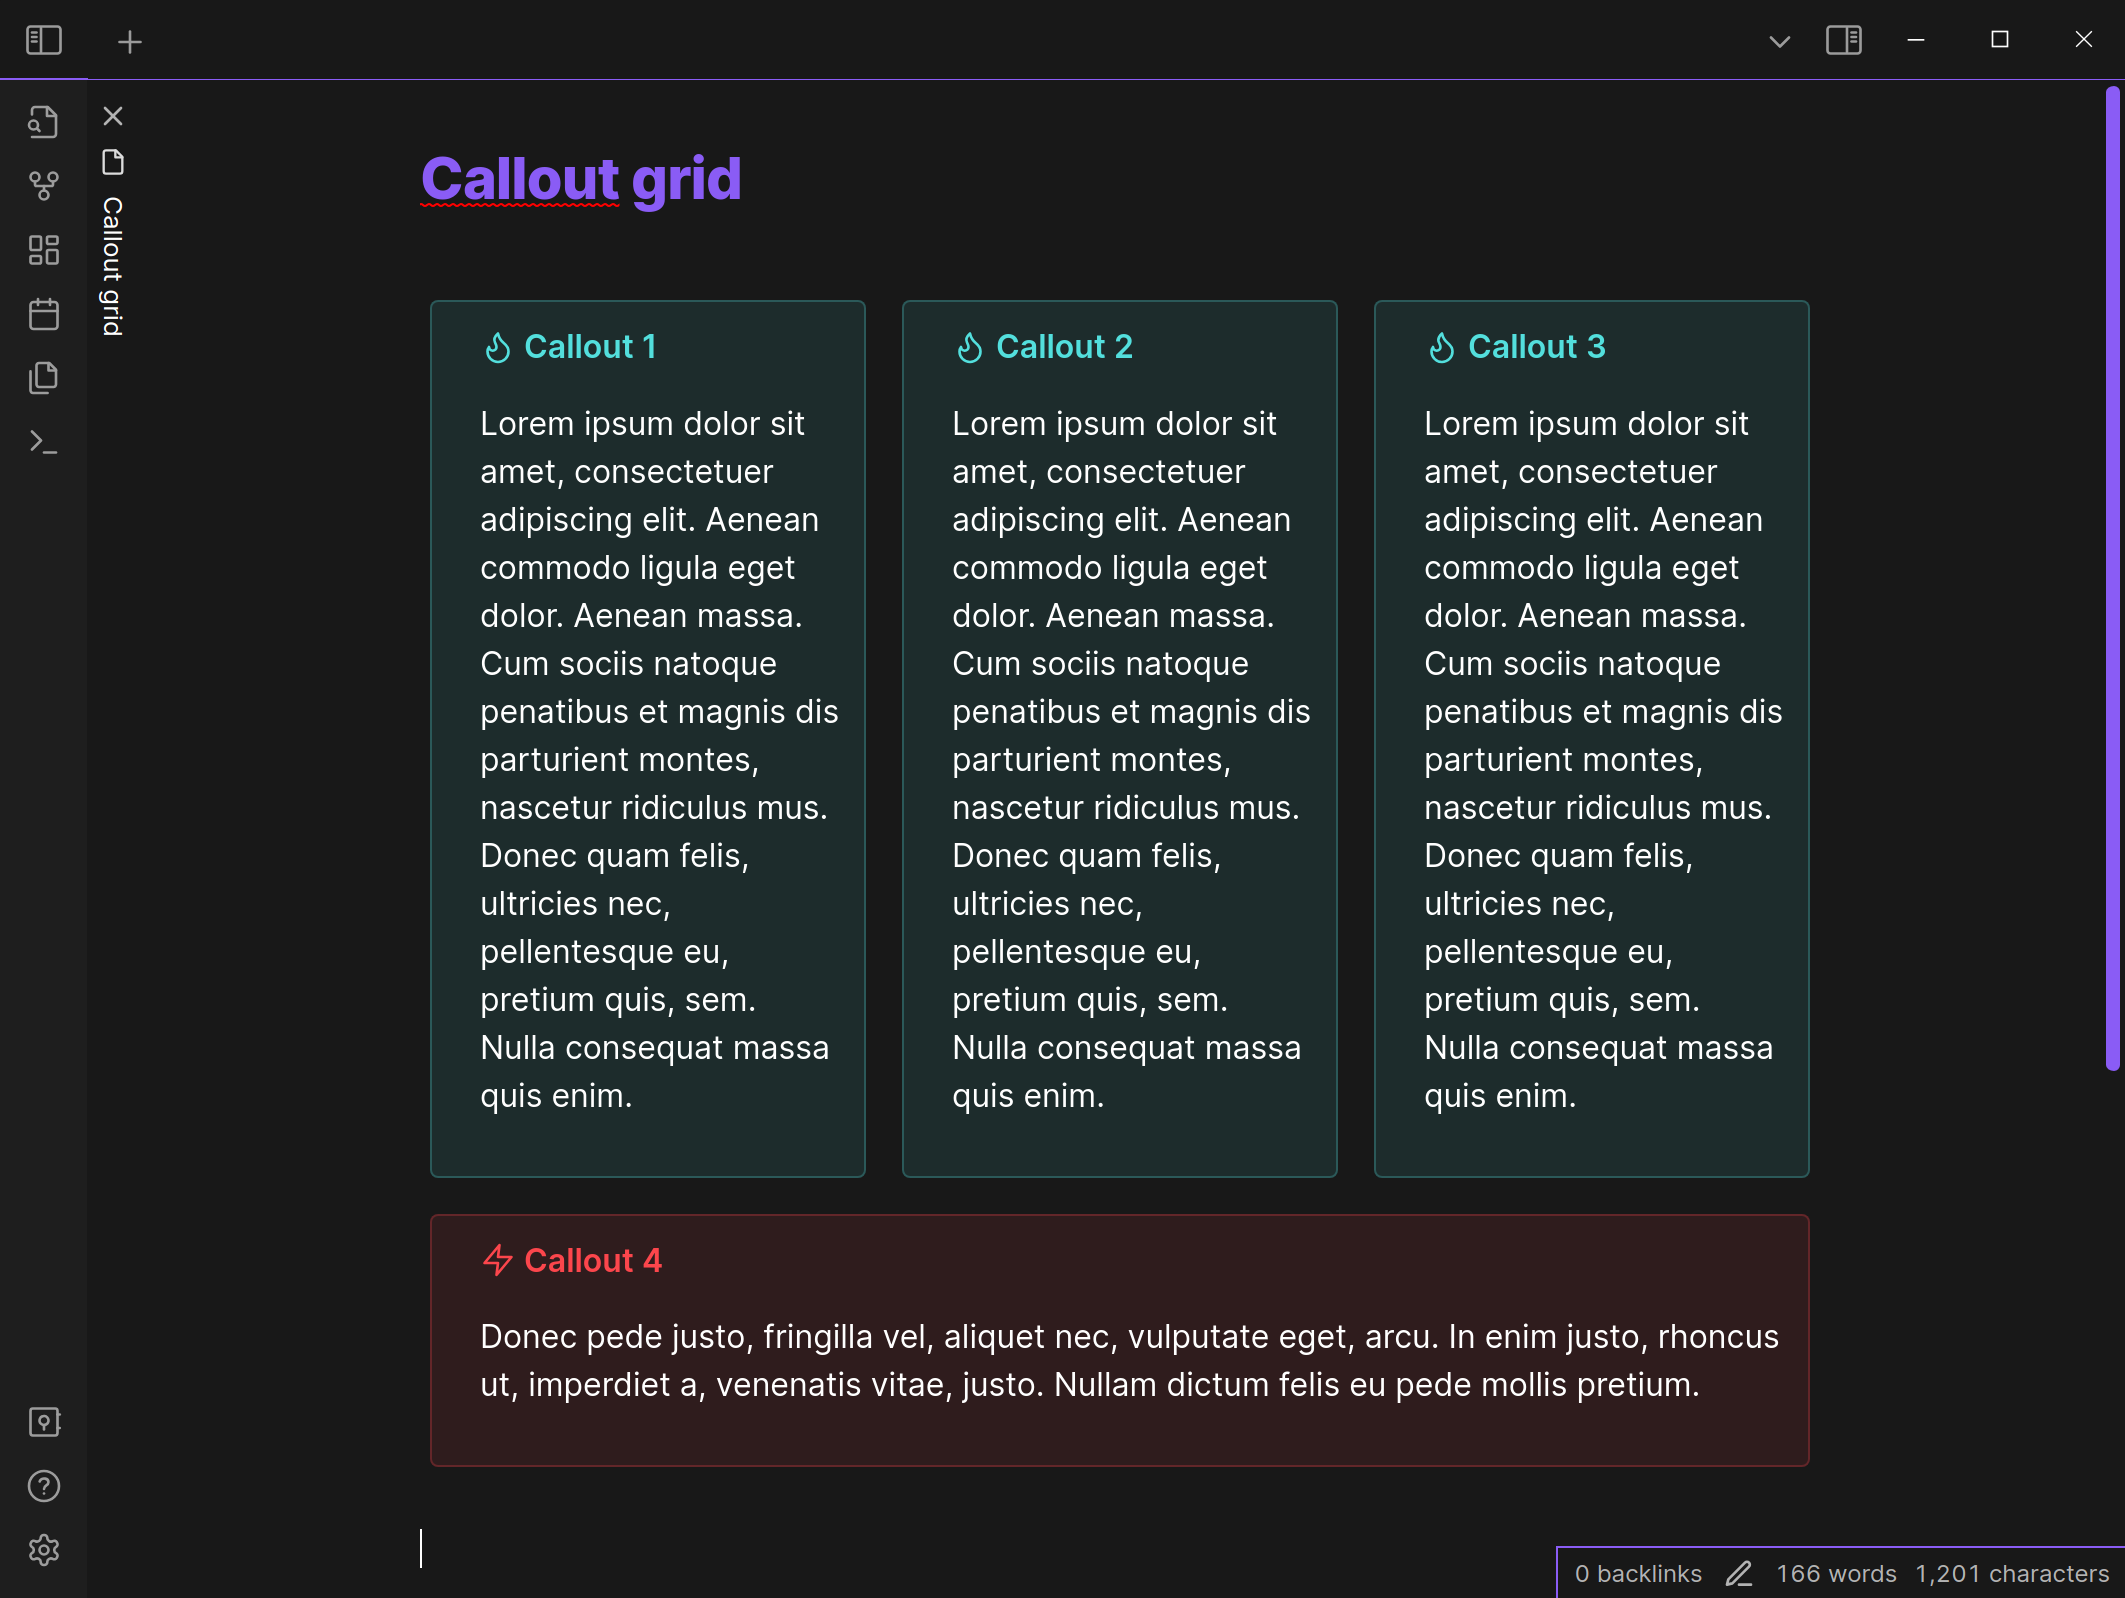 Callout grid
Callout grid
Callout 1
Lorem ipsum dolor sit
amet, consectetuer
adipiscing elit. Aenean
commodo ligula eget
dolor. Aenean massa.
Cum sociis natoque
penatibus et magnis dis
parturient montes,
nascetur ridiculus mus.
Donec quam felis,
ultricies nec,
pellentesque eu,
pretium quis, sem.
Nulla consequat massa
quis enim.
Callout 2
Lorem ipsum dolor sit
amet, consectetuer
adipiscing elit. Aenean
commodo ligula eget
dolor. Aenean massa.
Cum sociis natoque
penatibus et magnis dis
parturient montes,
nascetur ridiculus mus.
Donec quam felis,
ultricies nec,
pellentesque eu,
pretium quis, sem.
Nulla consequat massa
quis enim.
Callout 3
Lorem ipsum dolor sit
amet, consectetuer
adipiscing elit. Aenean
commodo ligula eget
dolor. Aenean massa.
Cum sociis natoque
penatibus et magnis dis
parturient montes,
nascetur ridiculus mus.
Donec quam felis,
ultricies nec,
pellentesque eu,
pretium quis, sem.
Nulla consequat massa
quis enim.
Callout 4
Donec pede justo, fringilla vel, aliquet nec, vulputate eget, arcu. In enim justo, rhoncus
ut, imperdiet a, venenatis vitae, justo. Nullam dictum felis eu pede mollis pretium.
0 backlinks 166 words 1,201 characters